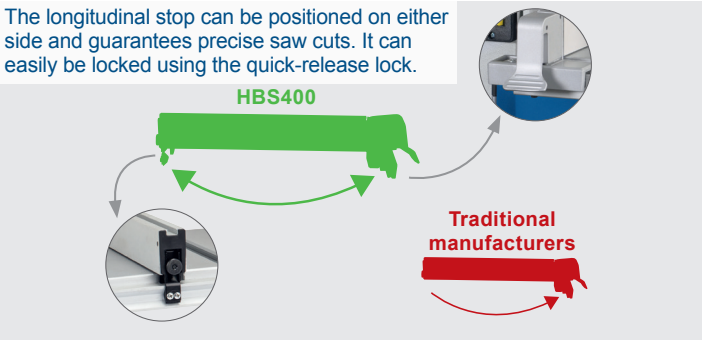 The longitudinal stop can be positioned on either
side and guarantees precise saw cuts. It can
easily be locked using the quick-release lock.
HBS400
Traditional
manufacturers